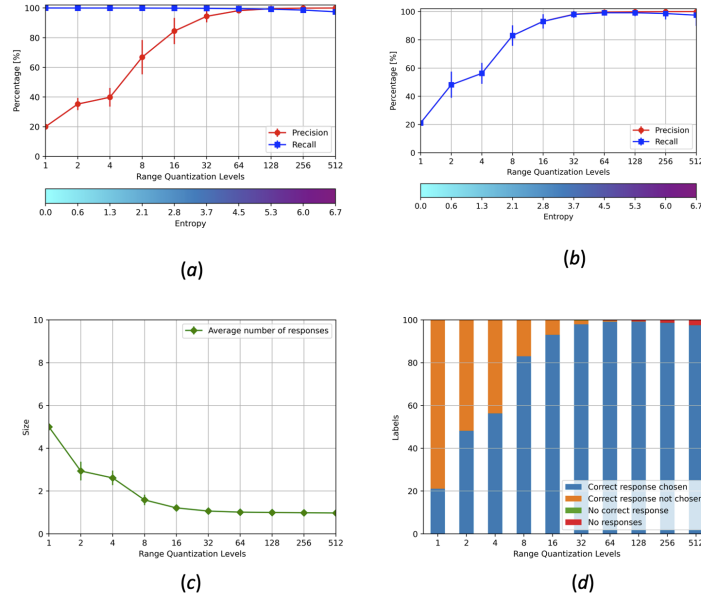 100
80
60
40
20
0
Percentage [%]
Precision
Recall
1 2 4 8 16 32 64 128 256 512
Range Quantization Levels
0.0 0.6 1.3 2.1 2.8 3.7 4.5 5.3 6.0 6.7
Entropy
(a)
100
80
60
40
20
0
Percentage [%]
Precision
Recall
1 2 4 8 16 32 64 128 256 512
Range Quantization Levels
0.0 0.6 1.3 2.1 2.8 3.7 4.5 5.3 6.0 6.7
Entropy
(b)
10
8
6
4
2
0
Size
Average number of responses
1 2 4 8 16 32 64 128 256 512
Range Quantization Levels
(c)
100
80
60
40
20
0
Labels
Correct response chosen
Correct response not chosen
No correct response
No responses
1 2 4 8 16 32 64 128 256 512
Range Quantization Levels
(d)